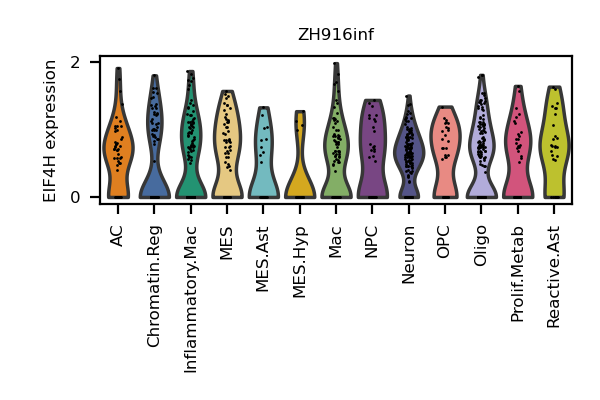 ZH916inf
EIF4H expression
2
0
AC
Chromatin.Reg
Inflammatory.Mac
MES
MES.Ast
MES.Hyp
Mac
NPC
Neuron
OPC
Oligo
Prolif.Metab
Reactive.Ast